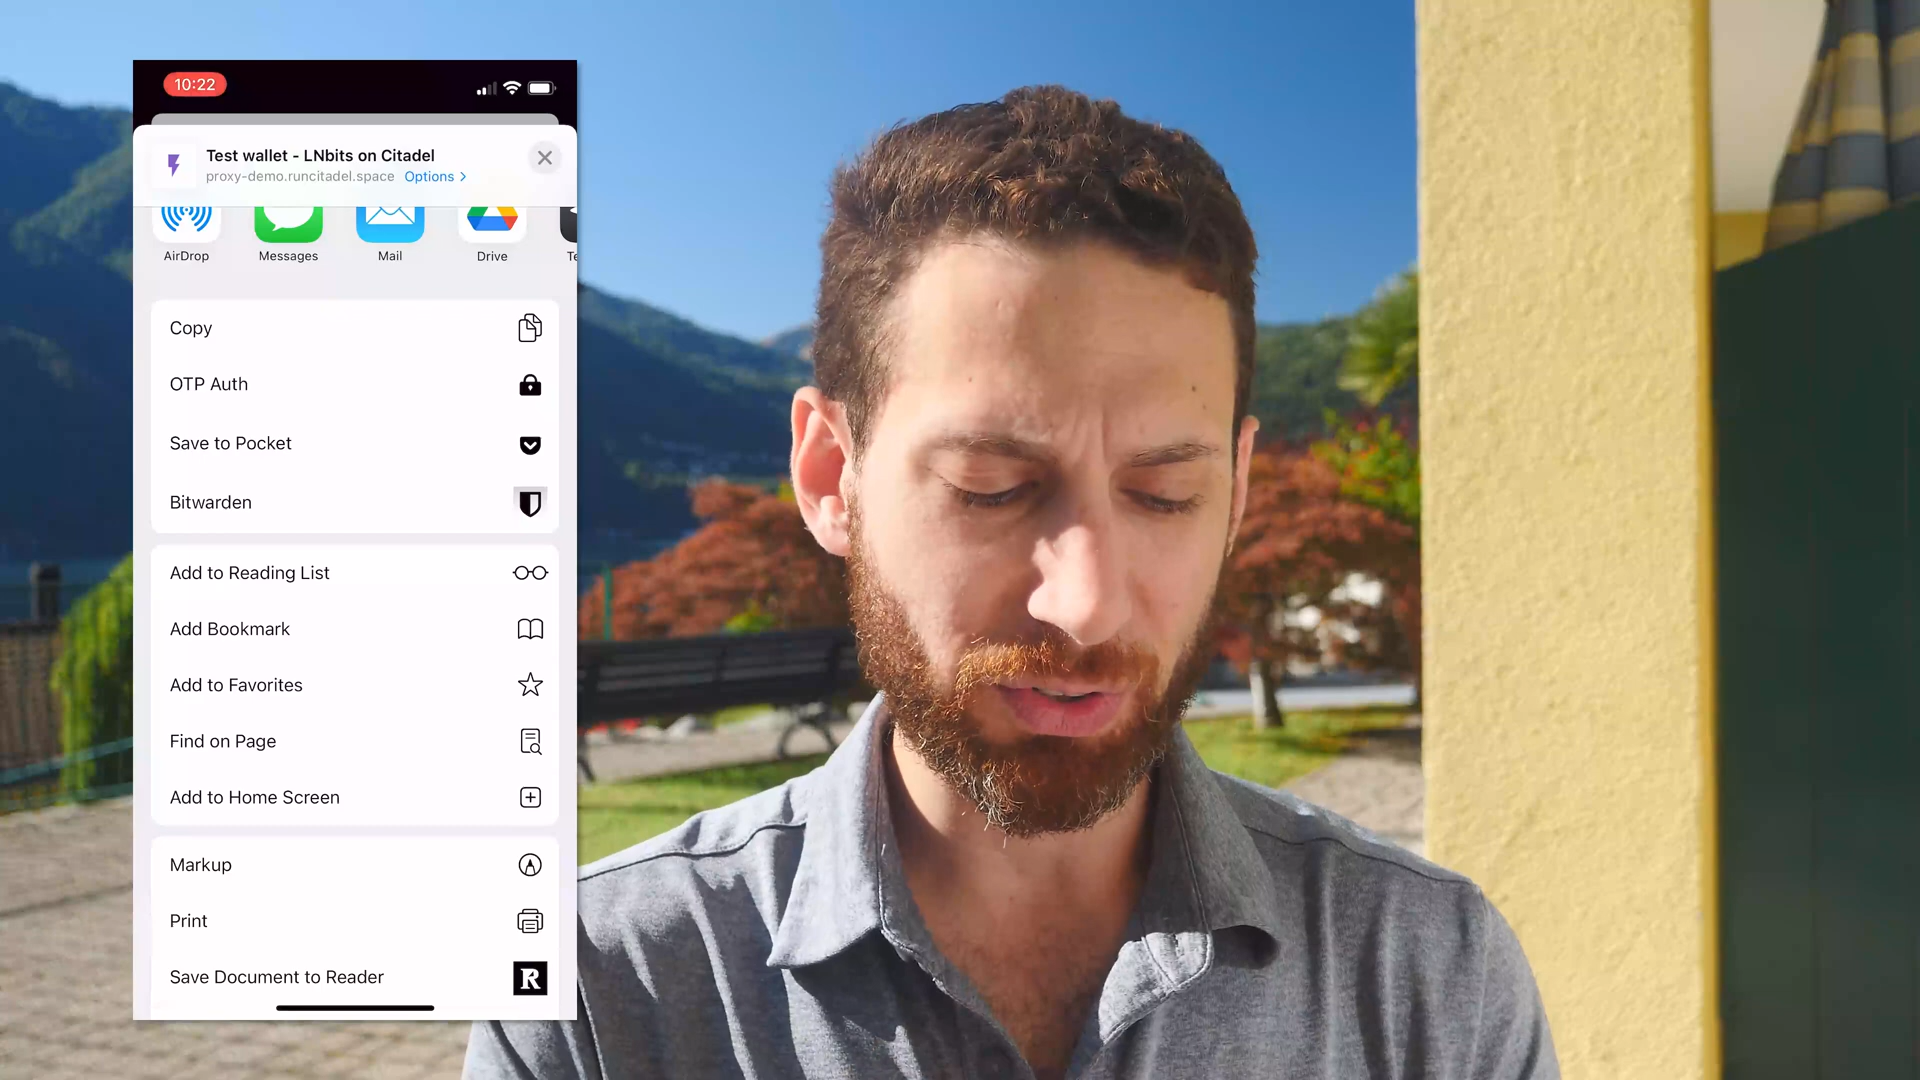 10:22
Test wallet - LNbits on Citadel
proxy-demo.runcitadel.space Options >
AirDrop Messages Mail Drive Te
Copy
OTP Auth
Save to Pocket
Bitwarden
Add to Reading List
Add Bookmark
Add to Favorites
Find on Page
Add to Home Screen
Markup
Print
Save Document to Reader R